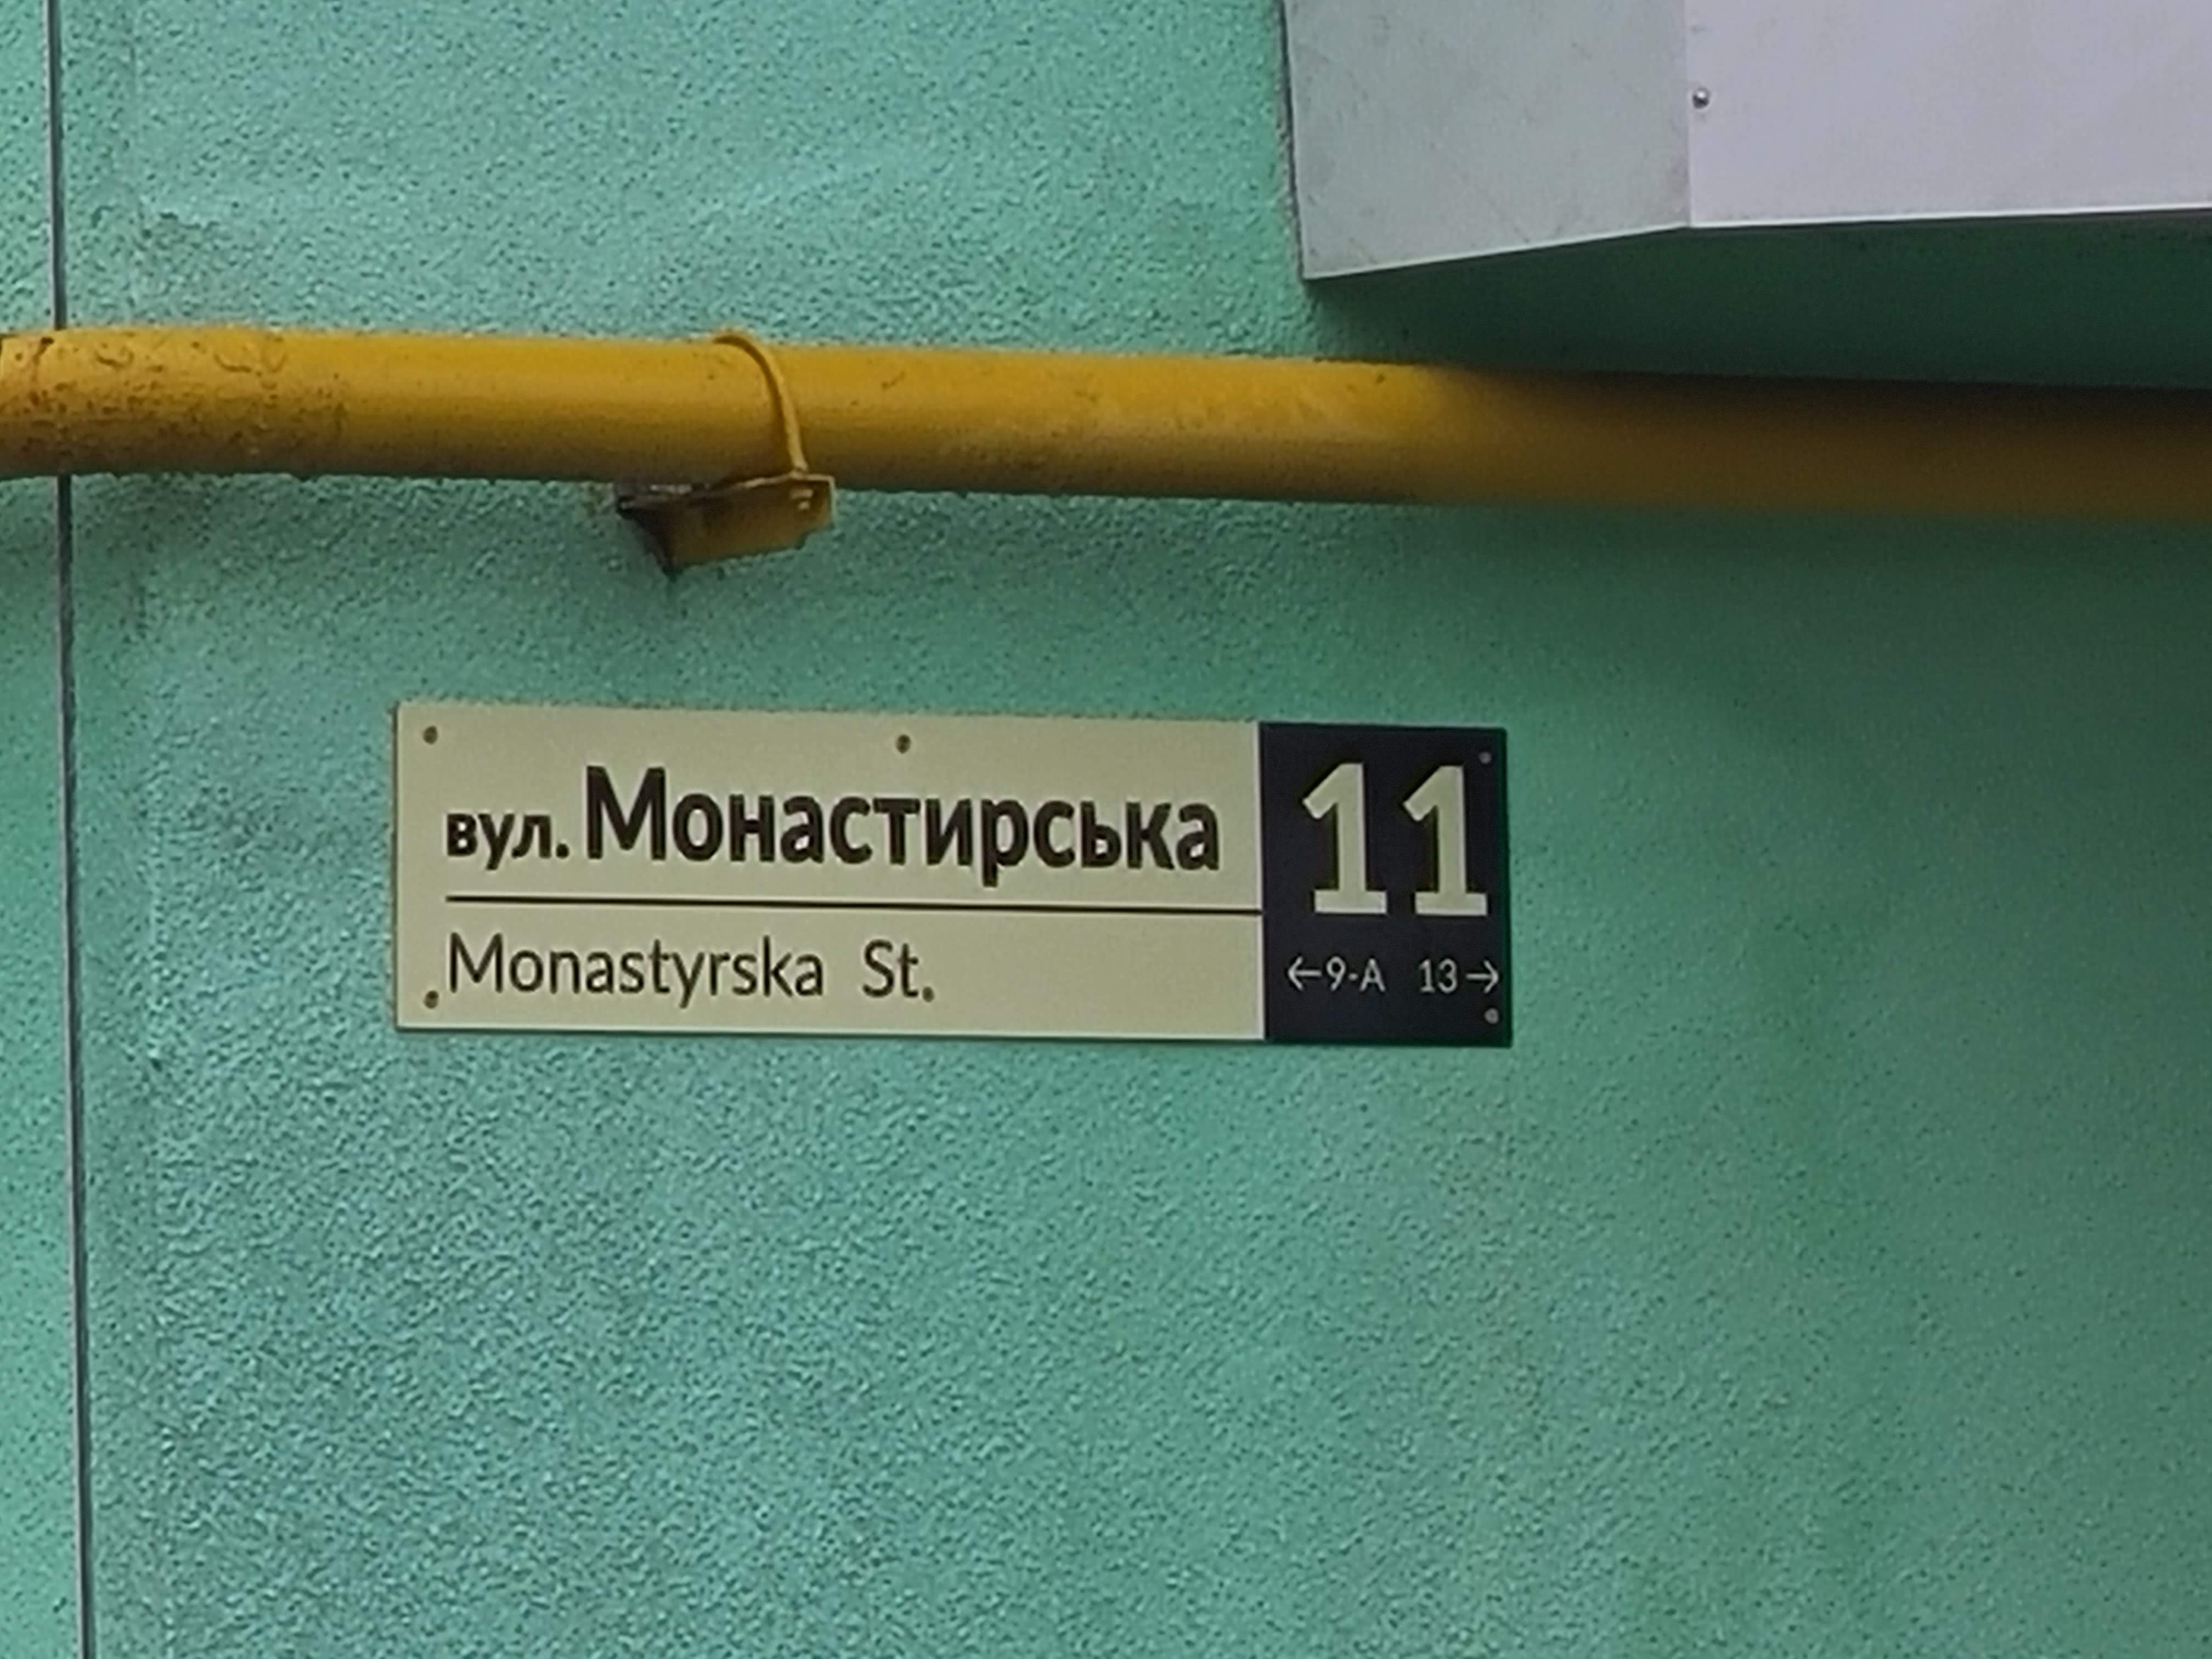 вул. Монастирська
Monastyrska St.
11
←9-А 13→